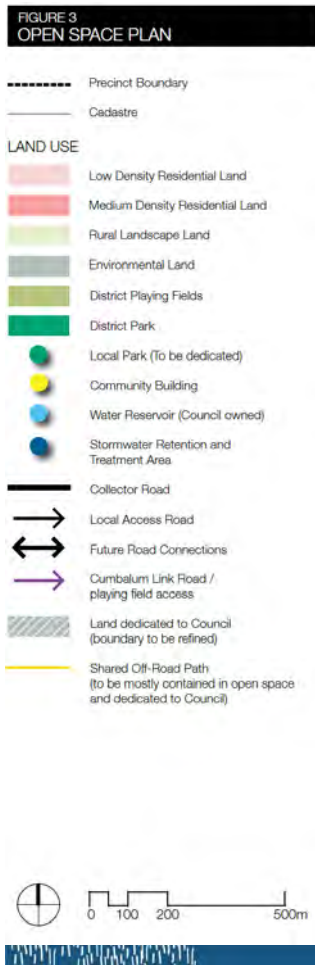 FIGURE 3
OPEN SPACE PLAN
Precinct Boundary
Cadastre
LAND USE
Low Density Residential Land
Medium Density Residential Land
Rural Landscape Land
Environmental Land
District Playing Fields
District Park
Local Park (To be dedicated)
Community Building
Water Reservoir (Council owned)
Stormwater Retention and
Treatment Area
Collector Road
Local Access Road
Future Road Connections
Cumbalum Link Road /
playing field access
Land dedicated to Council
(boundary to be refined)
Shared Off-Road Path
(to be mostly contained in open space
and dedicated to Council)
0 100 200 500m